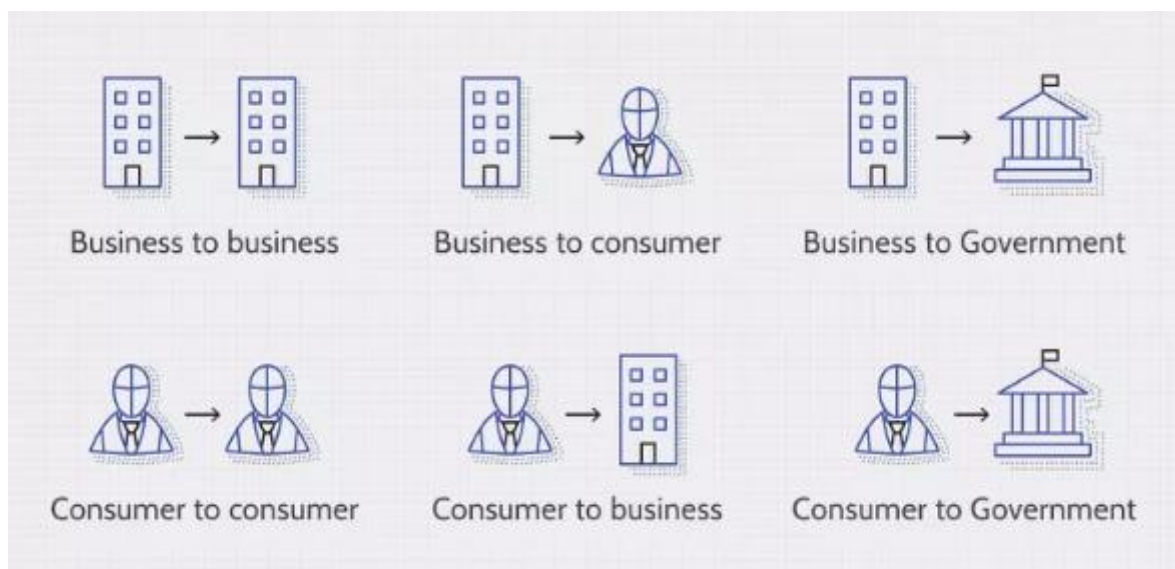 Business to business
Business to consumer
Business to Government
Consumer to consumer
Consumer to business
Consumer to Government